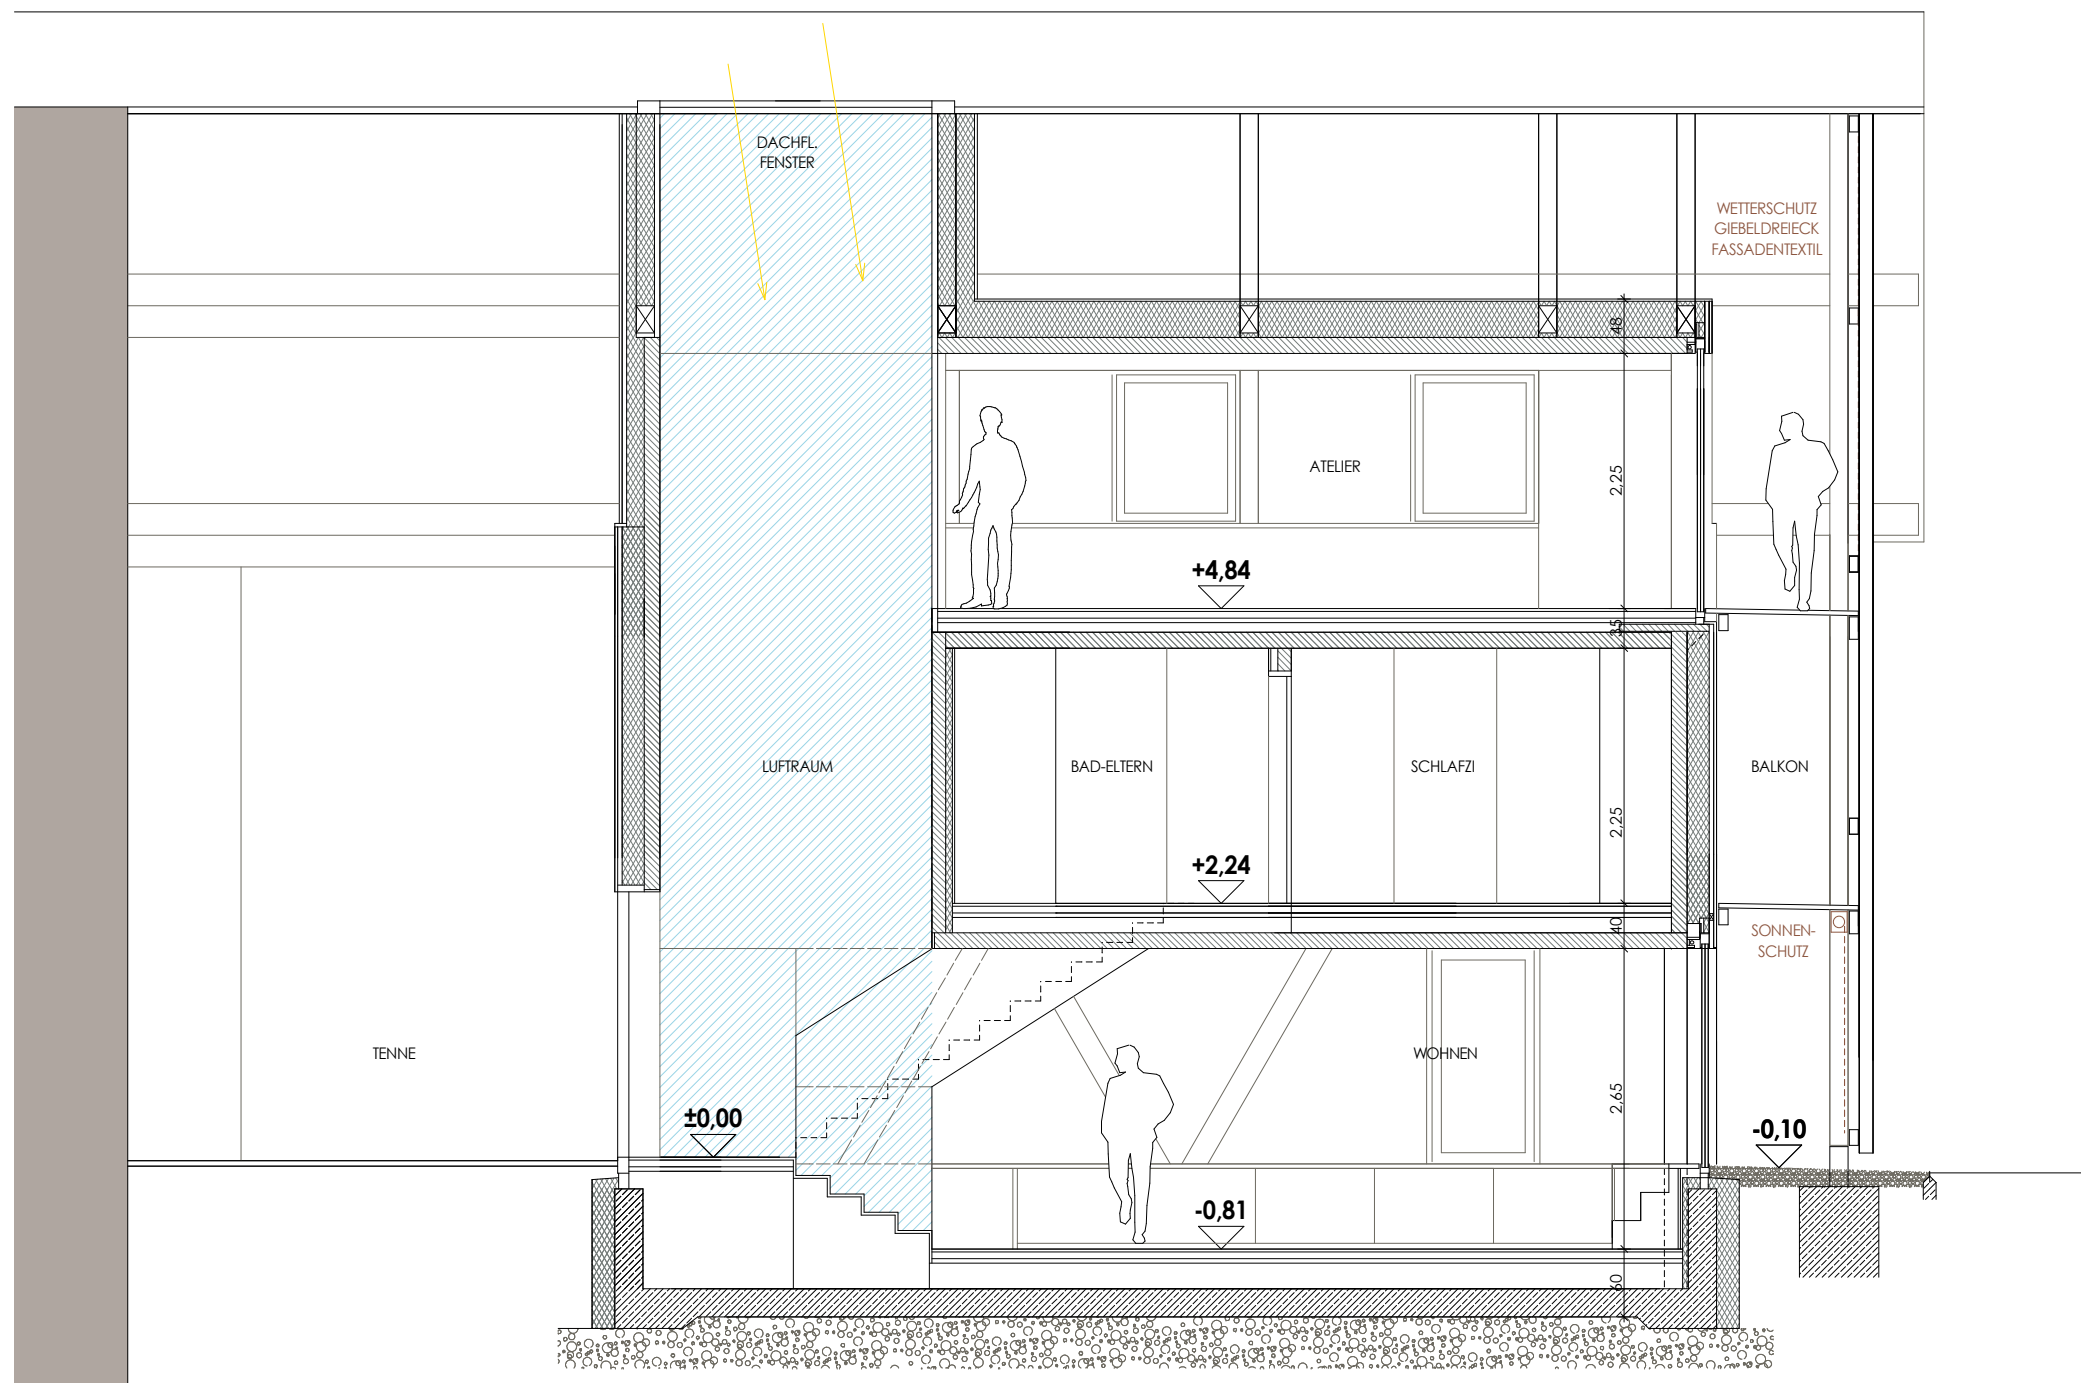 DACHFL.
FENSTER
WETTERSCHUTZ
GIEBELDREIECK
FASSADENTEXTIL
48
ATELIER
2,25
+4,84
35
LUFTRAUM
BAD-ELTERN
SCHLAFZI
BALKON
2,25
+2,24
40
SONNEN-
SCHUTZ
TENNE
WOHNEN
2,65
±0,00
-0,10
-0,81
60